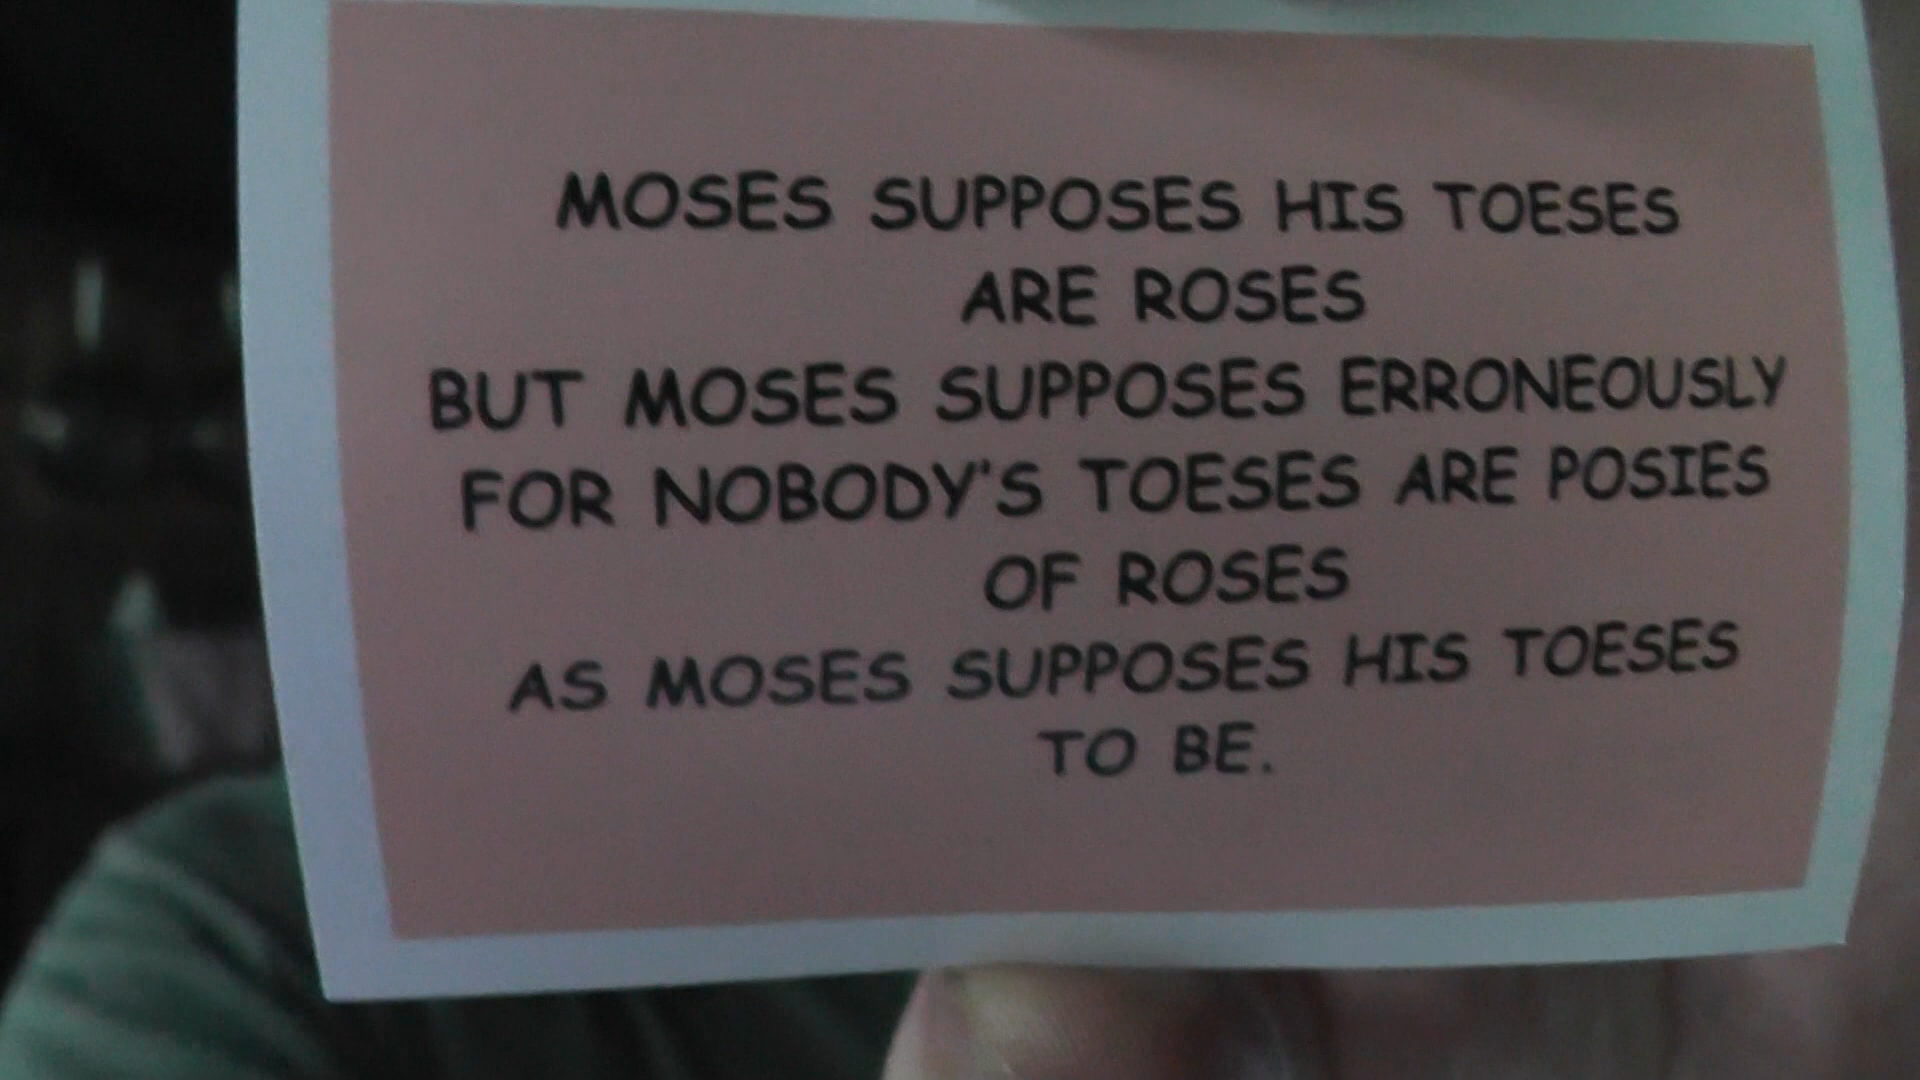 MOSES SUPPOSES HIS TOESES
ARE ROSES
BUT MOSES SUPPOSES ERRONEOUSLY
FOR NOBODY'S TOESES ARE POSIES
OF ROSES
AS MOSES SUPPOSES HIS TOESES
TO BE.